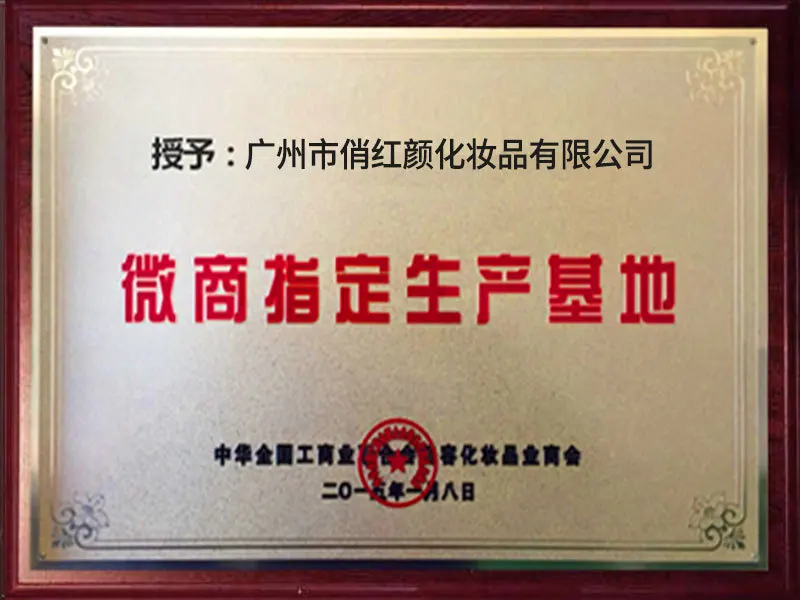 授予：广州市俏红颜化妆品有限公司
微商指定生产基地
中华全国工商业合会容化妆品业商会
二〇一五年一月八日